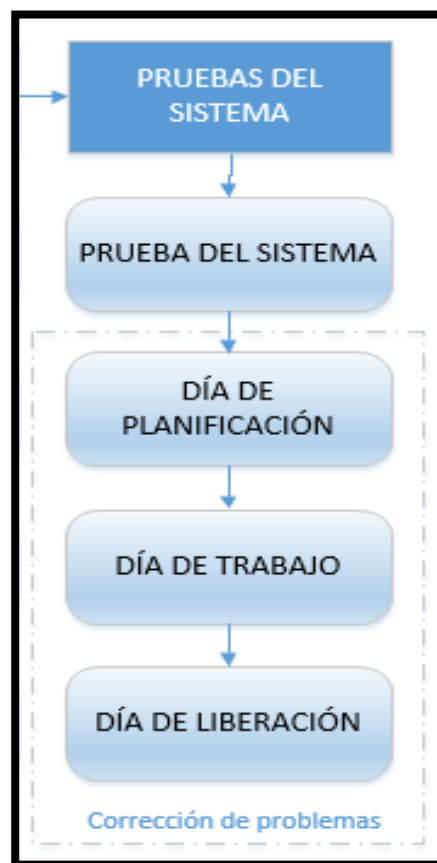 PRUEBAS DEL
SISTEMA
PRUEBA DEL SISTEMA
DÍA DE
PLANIFICACIÓN
DÍA DE TRABAJO
DÍA DE LIBERACIÓN
Corrección de problemas